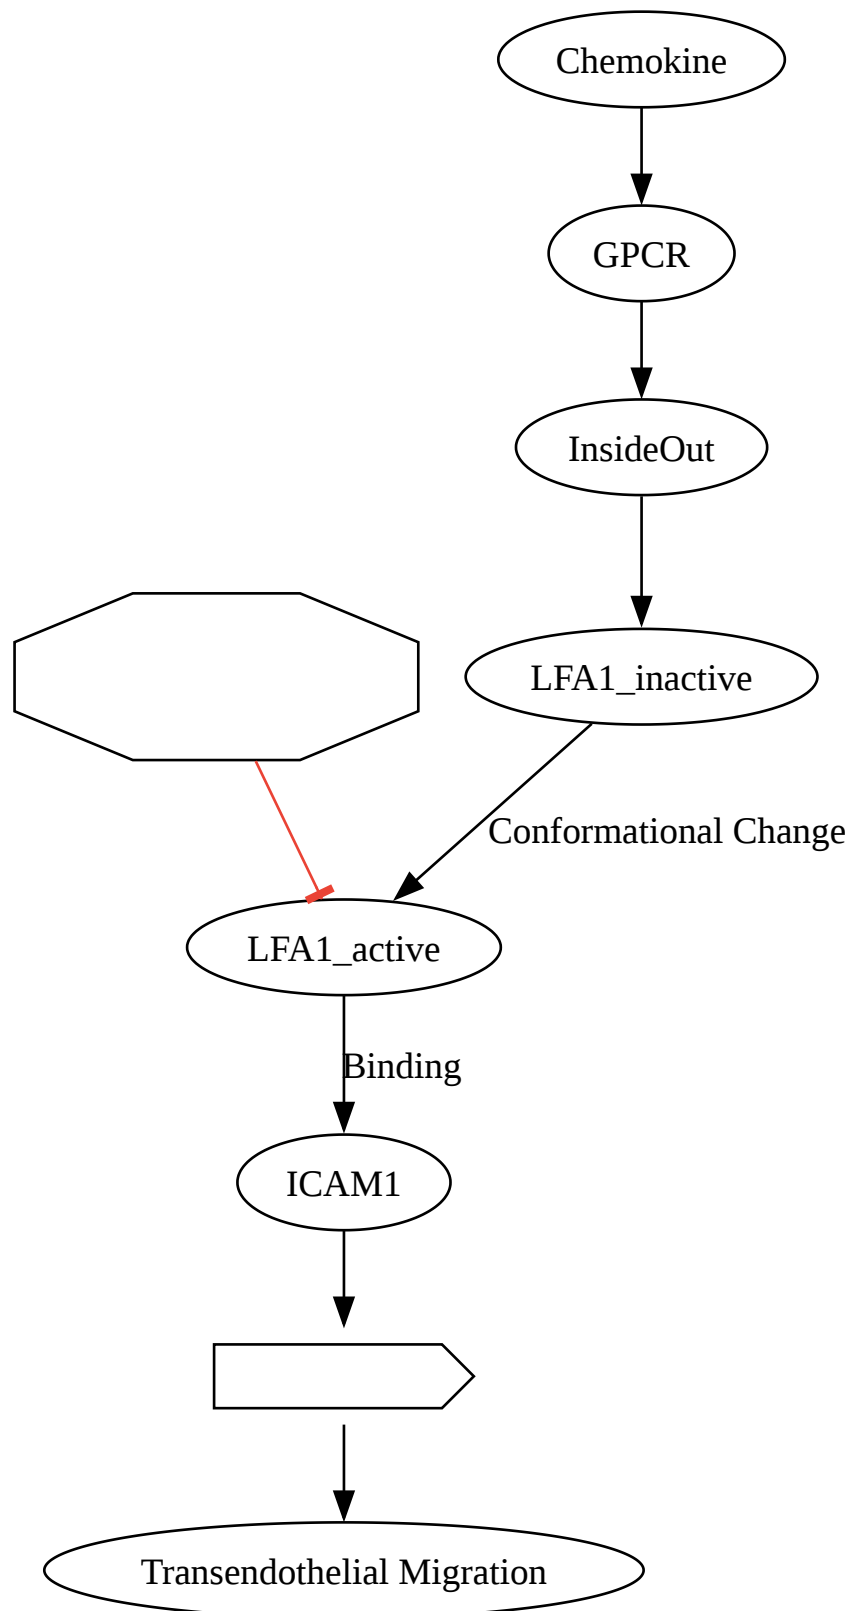 Chemokine
GPCR
InsideOut
LFA1_inactive
Conformational Change
LFA1_active
Binding
ICAM1
Transendothelial Migration